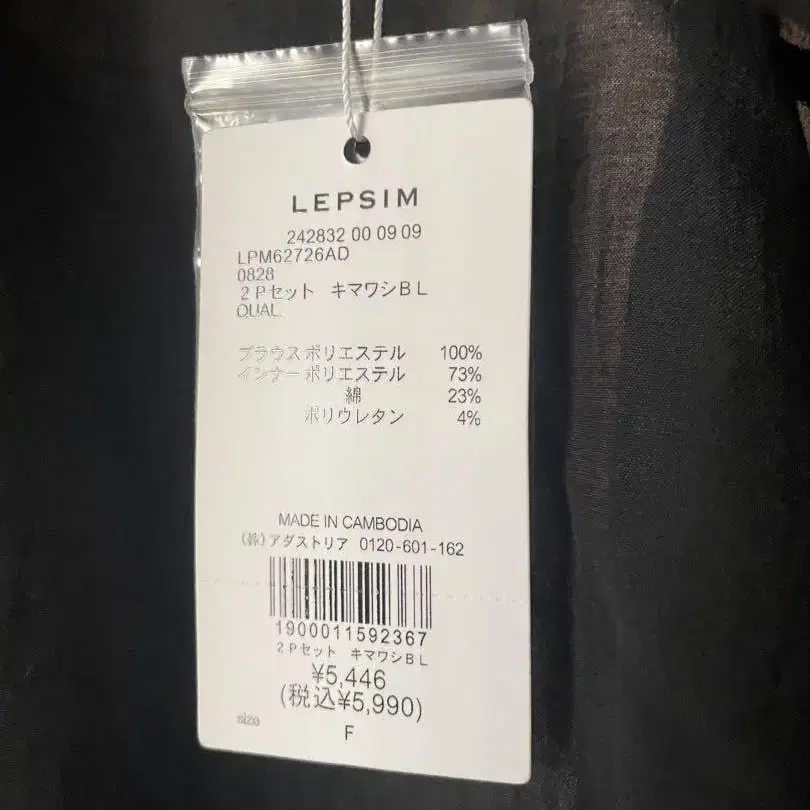 LEPSIM
242832 00 09 09
LPM62726AD
0828
2Pセット キマワシBL
QUAL.
ブラウス ポリエステル 100%
インナー ポリエステル 73%
綿 23%
ポリウレタン 4%
MADE IN CAMBODIA
(株)アダストリア 0120-601-162
1900011592367
2Pセット キマワシBL
¥5,446
(税込¥5,990)
size F